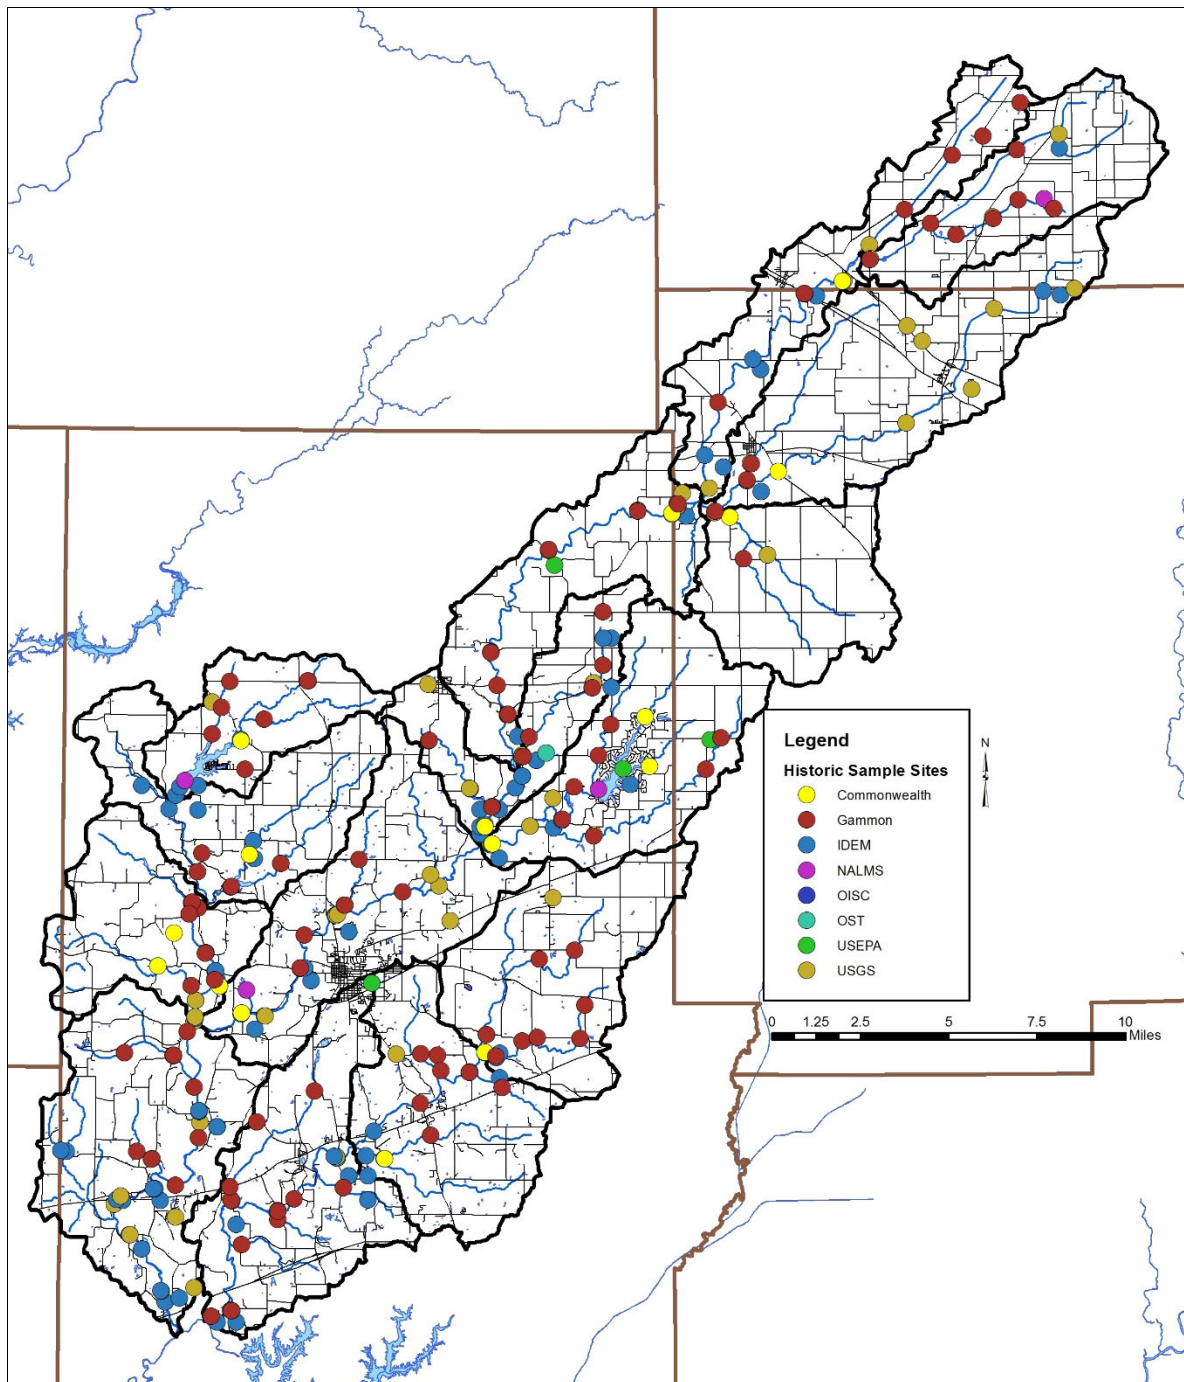 Legend
Historic Sample Sites
Commonwealth
Gammon
IDEM
NALMS
OISC
OST
USEPA
USGS
N
0 1.25 2.5 5 7.5 10
Miles